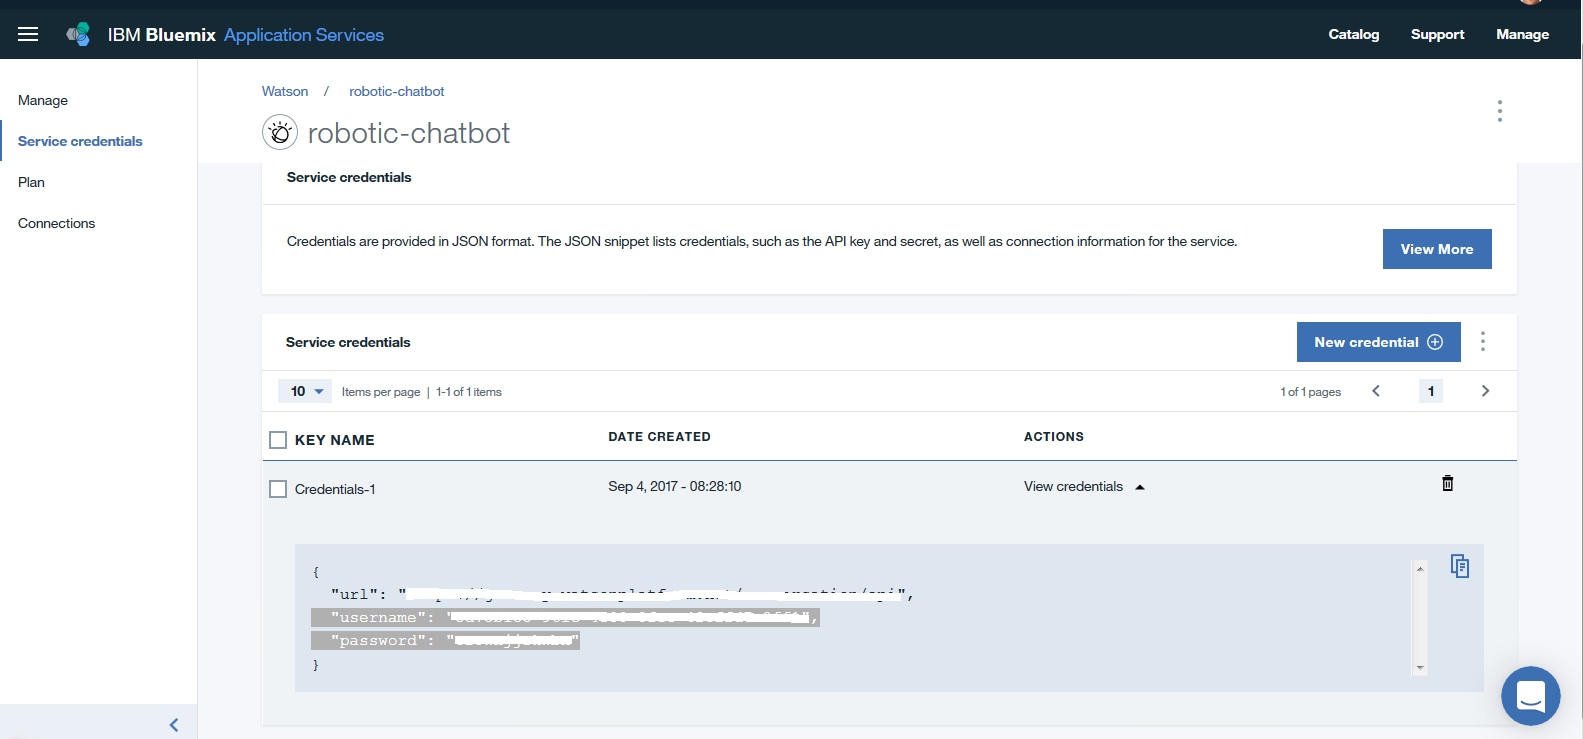 IBM Bluemix Application Services
Catalog Support Manage
Manage
Service credentials
Plan
Connections
Watson / robotic-chatbot
robotic-chatbot
Service credentials
Credentials are provided in JSON format. The JSON snippet lists credentials, such as the API key and secret, as well as connection information for the service.
View More
Service credentials
New credential
10 Items per page | 1-1 of 1 items
1 of 1 pages 1
KEY NAME DATE CREATED ACTIONS
Credentials-1 Sep 4, 2017 - 08:28:10 View credentials
{
"url": "
"username": "
"password": "
}